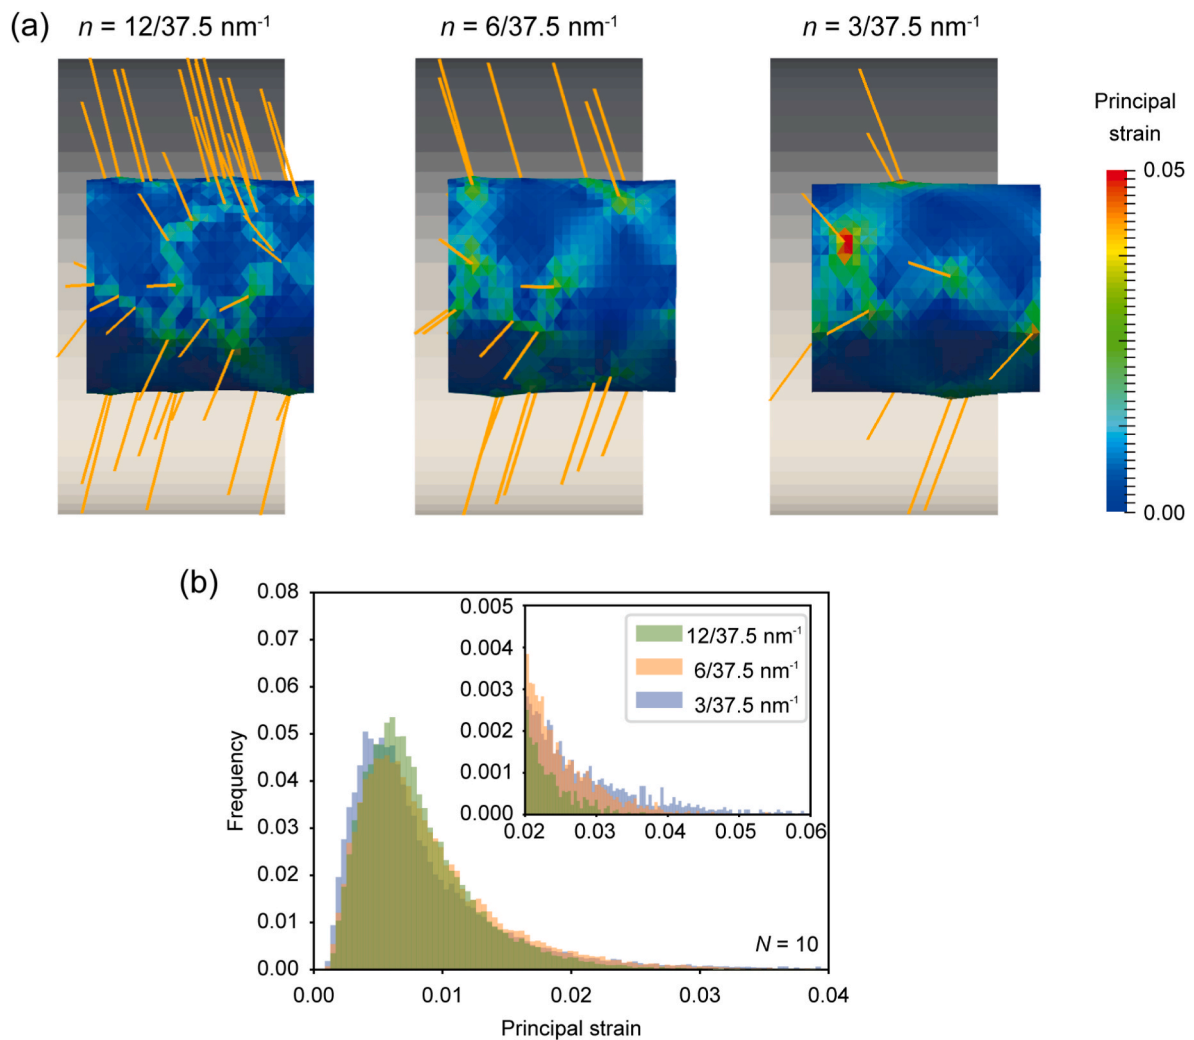 (a)
n = 12/37.5 nm⁻¹
n = 6/37.5 nm⁻¹
n = 3/37.5 nm⁻¹
Principal
strain
0.05
0.00
(b)
0.08
0.07
0.06
0.05
0.04
0.03
0.02
0.01
0.00
Frequency
0.005
0.004
0.003
0.002
0.001
0.000
12/37.5 nm⁻¹
6/37.5 nm⁻¹
3/37.5 nm⁻¹
0.02 0.03 0.04 0.05 0.06
N = 10
0.00 0.01 0.02 0.03 0.04
Principal strain